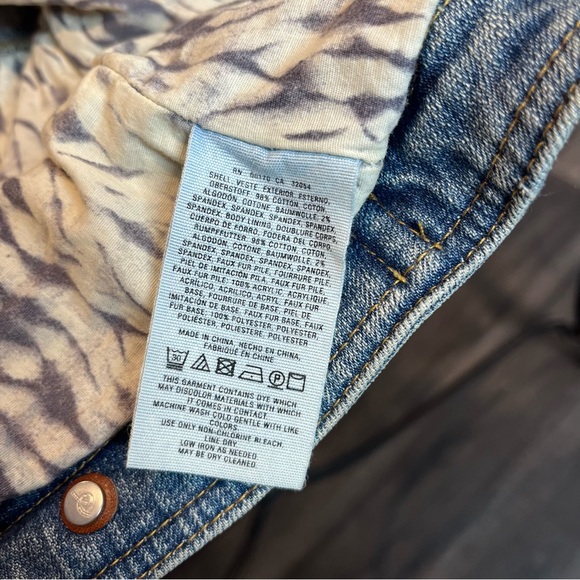 RN 66170 CA 12054
SHELL, VESTE, EXTERIOR, ESTERNO,
OBERSTOFF: 98% COTTON, COTON,
ALGODÓN, COTONE, BAUMWOLLE, 2%
SPANDEX, SPANDEX, SPANDEX, SPANDEX,
SPANDEX, BODY LINING, DOUBLURE CORPS,
CUERPO DE FORRO, FODERA DEL CORPO,
RUMPFFUTTER: 98% COTTON, COTON,
ALGODÓN, COTONE, BAUMWOLLE, 2%
SPANDEX, SPANDEX, SPANDEX, SPANDEX,
SPANDEX, FAUX FUR PILE, FAUX FUR PILE,
PIEL DE IMITACIÓN PILA, FAUX FUR PILE,
FAUX FUR PILE: 100% ACRYLIC, ACRYLIQUE,
ACRÍLICO, ACRILICO, ACRYL, FAUX FUR
BASE, FOURRURE DE BASE, PIEL DE
IMITACIÓN DE BASE, FAUX FUR BASE, FAUX
FUR BASE: 100% POLYESTER, POLYESTER,
POLIÉSTER, POLIESTERE, POLYESTER
MADE IN CHINA, HECHO EN CHINA,
FABRIQUÉ EN CHINE
30
P
THIS GARMENT CONTAINS DYE WHICH
MAY DISCOLOR MATERIALS WITH WHICH
IT COMES IN CONTACT.
MACHINE WASH COLD-GENTLE WITH LIKE
COLORS.
USE ONLY NON-CHLORINE BLEACH.
LINE DRY
LOW IRON AS NEEDED
MAY BE DRY CLEANED